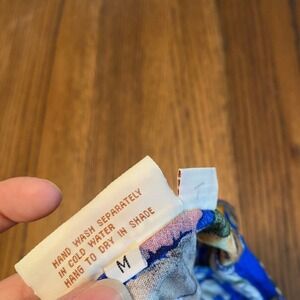 HAND WASH SEPARATELY
IN COLD WATER
HANG TO DRY IN SHADE
M